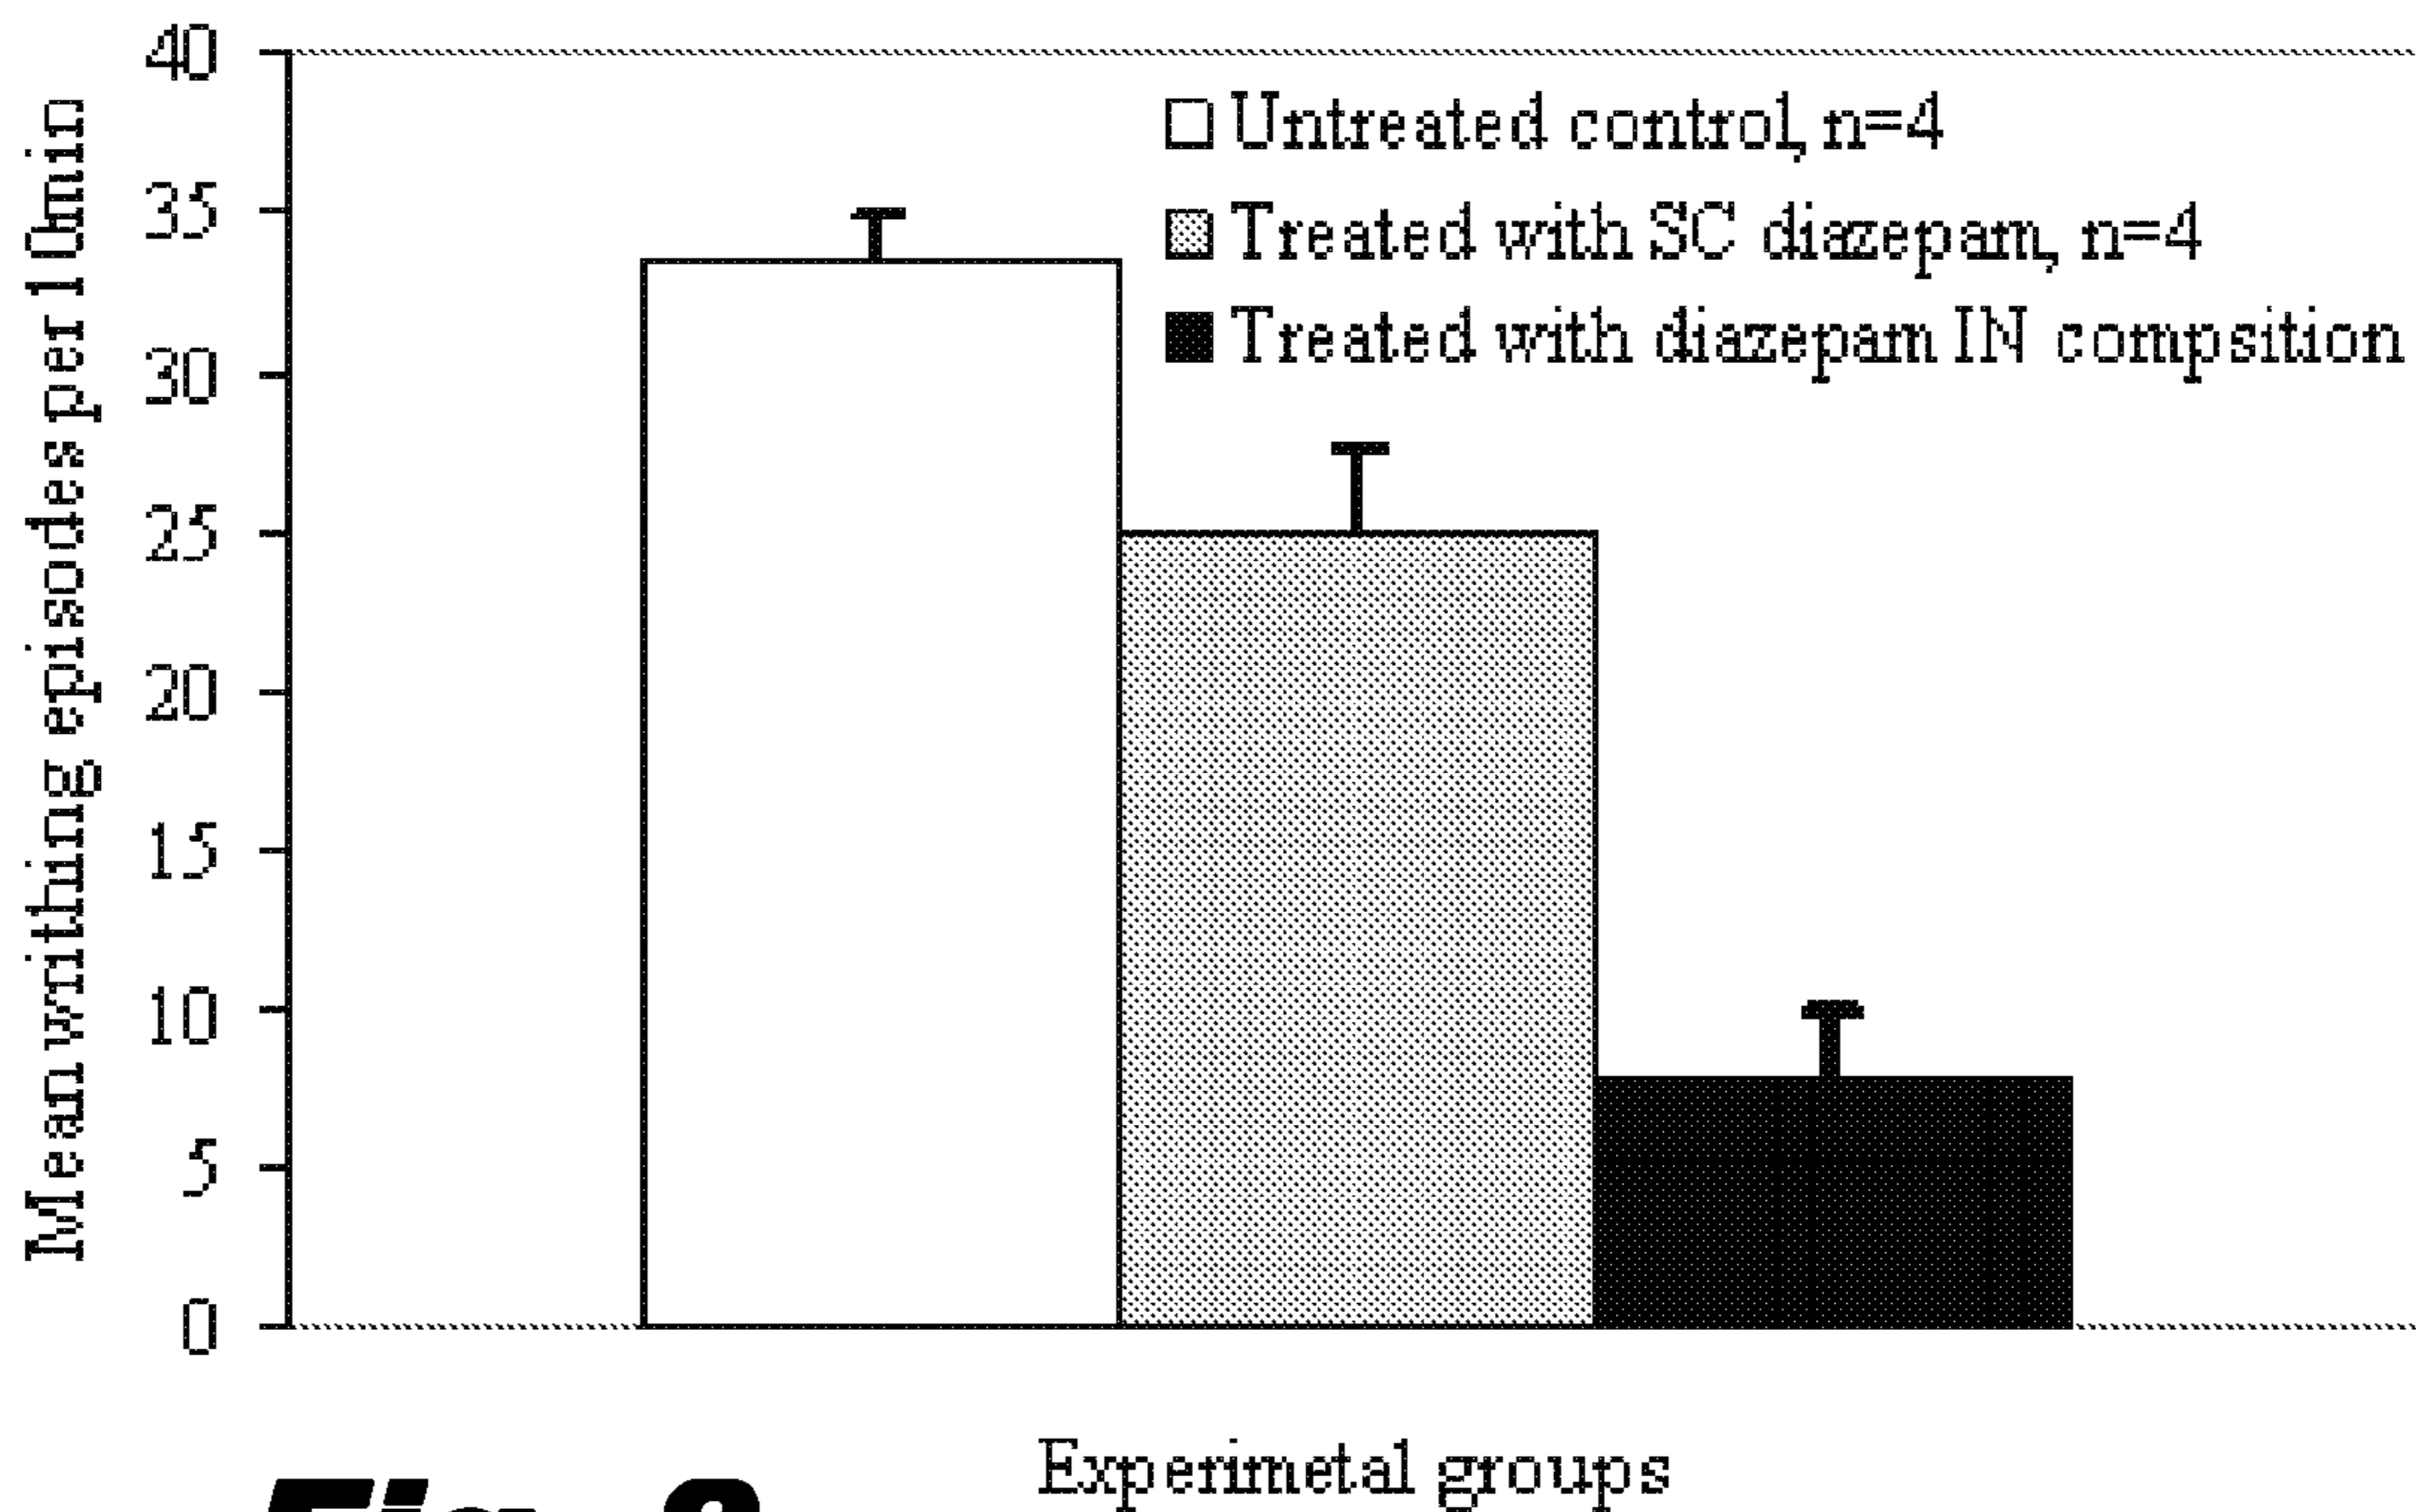 40
35
30
25
20
15
10
5
0
Mean writhing episodes per 10min
Untreated control, n=4
Treated with SC diazepam, n=4
Treated with diazepam IN compsition
Experimetal groups
Fig.